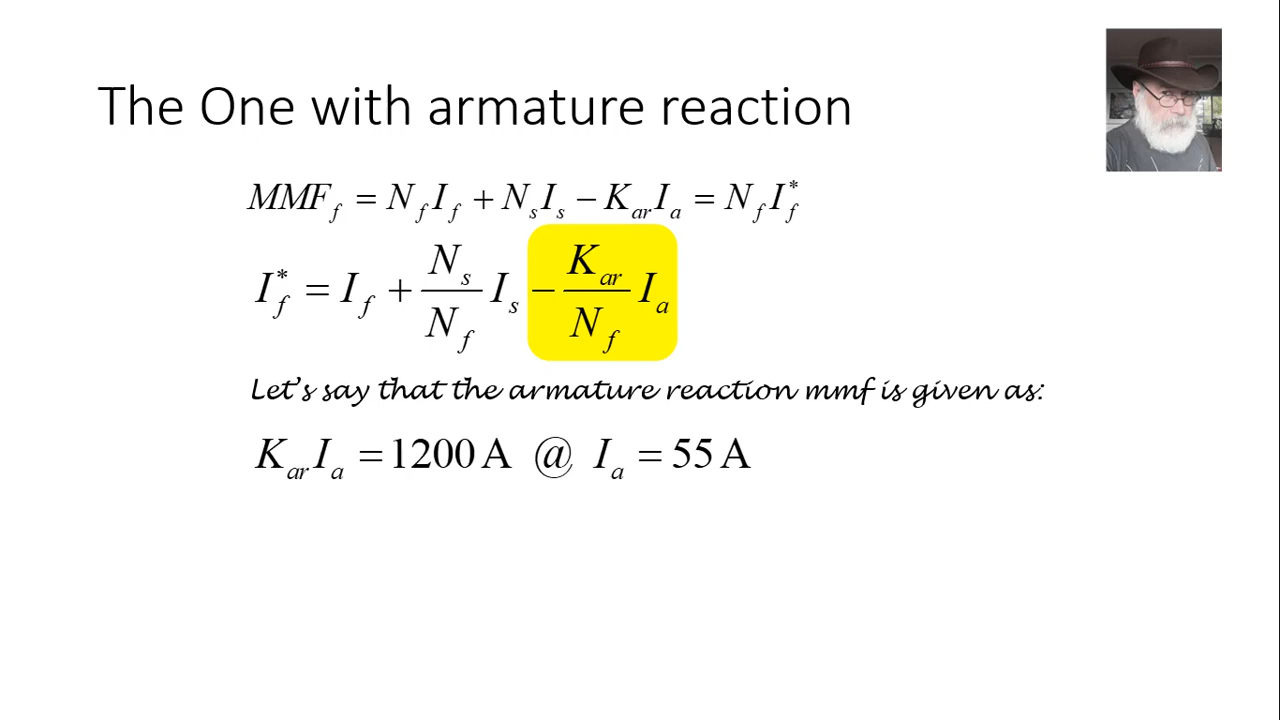 The One with armature reaction
MMF_f = N_f I_f + N_s I_s − K_ar I_a = N_f I_f^*
I_f^* = I_f + N_s/N_f I_s − K_ar/N_f I_a
Let's say that the armature reaction mmf is given as:
K_ar I_a = 1200 A @ I_a = 55 A